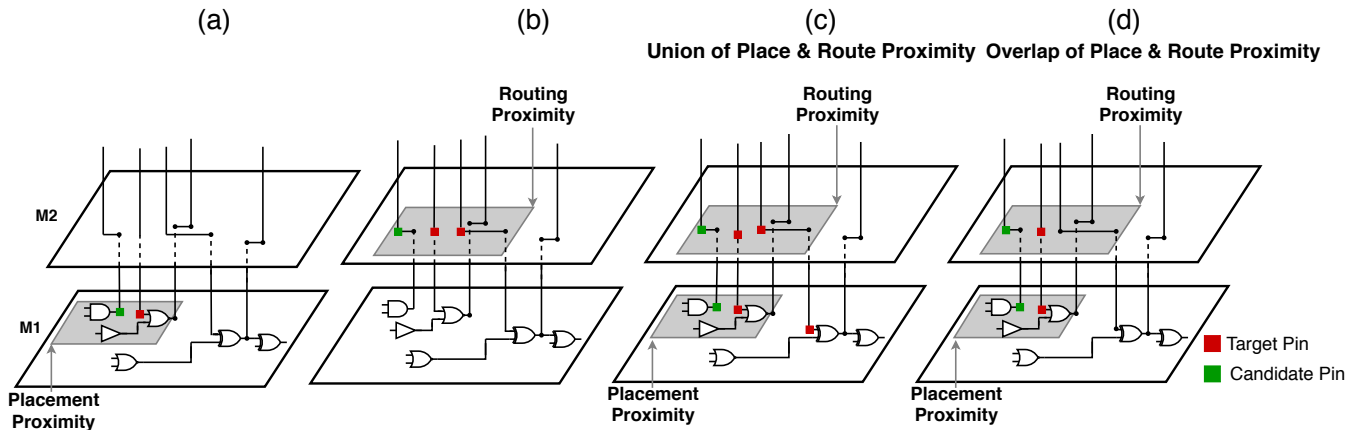 (a)
(b)
(c)
(d)
Union of Place & Route Proximity
Overlap of Place & Route Proximity
Routing
Proximity
Routing
Proximity
Routing
Proximity
M2
M1
Target Pin
Candidate Pin
Placement
Proximity
Placement
Proximity
Placement
Proximity